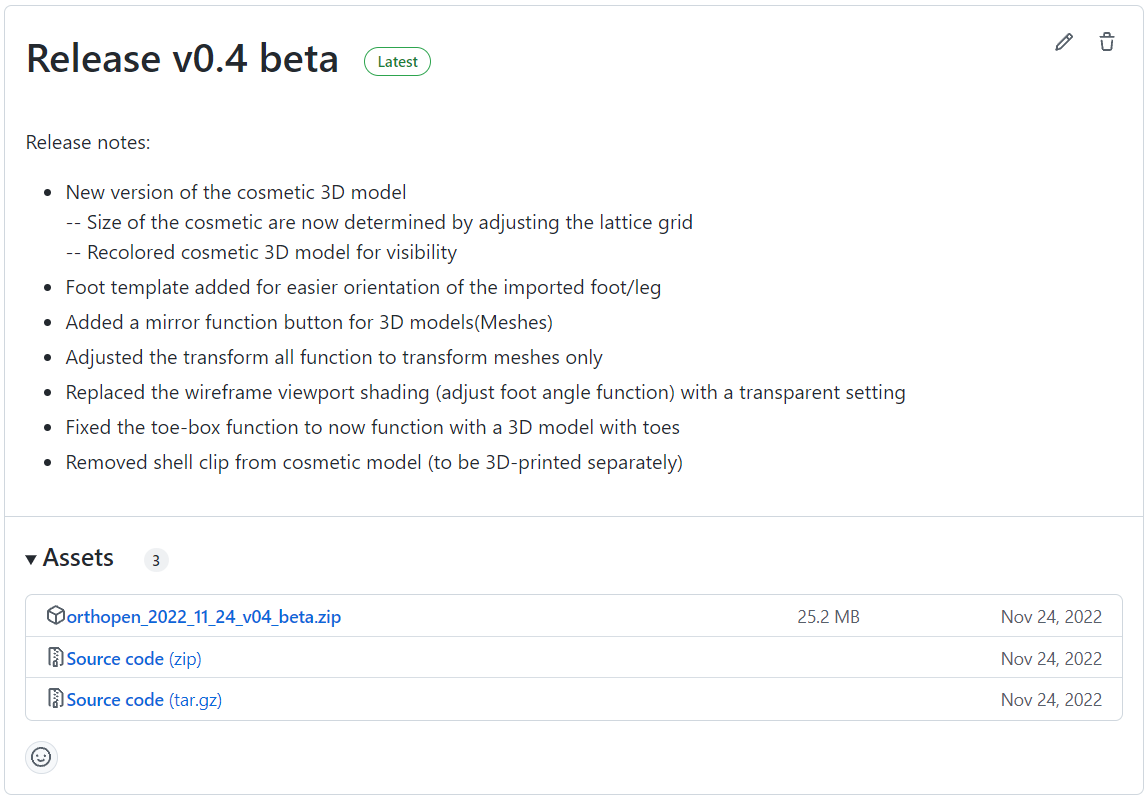 Release v0.4 beta Latest
Release notes:
New version of the cosmetic 3D model
-- Size of the cosmetic are now determined by adjusting the lattice grid
-- Recolored cosmetic 3D model for visibility
Foot template added for easier orientation of the imported foot/leg
Added a mirror function button for 3D models(Meshes)
Adjusted the transform all function to transform meshes only
Replaced the wireframe viewport shading (adjust foot angle function) with a transparent setting
Fixed the toe-box function to now function with a 3D model with toes
Removed shell clip from cosmetic model (to be 3D-printed separately)
Assets 3
orthopen_2022_11_24_v04_beta.zip 25.2 MB Nov 24, 2022
Source code (zip) Nov 24, 2022
Source code (tar.gz) Nov 24, 2022